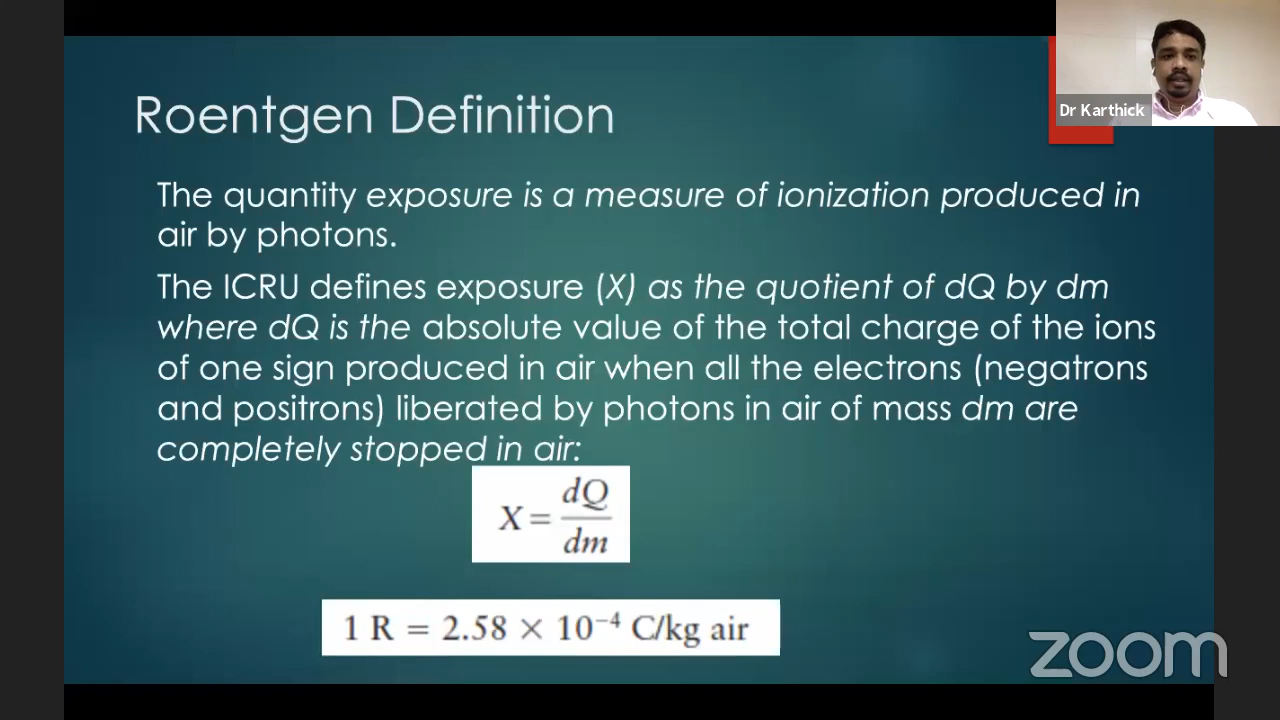 Roentgen Definition
Dr Karthick
The quantity exposure is a measure of ionization produced in
air by photons.
The ICRU defines exposure (X) as the quotient of dQ by dm
where dQ is the absolute value of the total charge of the ions
of one sign produced in air when all the electrons (negatrons
and positrons) liberated by photons in air of mass dm are
completely stopped in air:
X = dQ/dm
1 R = 2.58 × 10⁻⁴ C/kg air
zoom